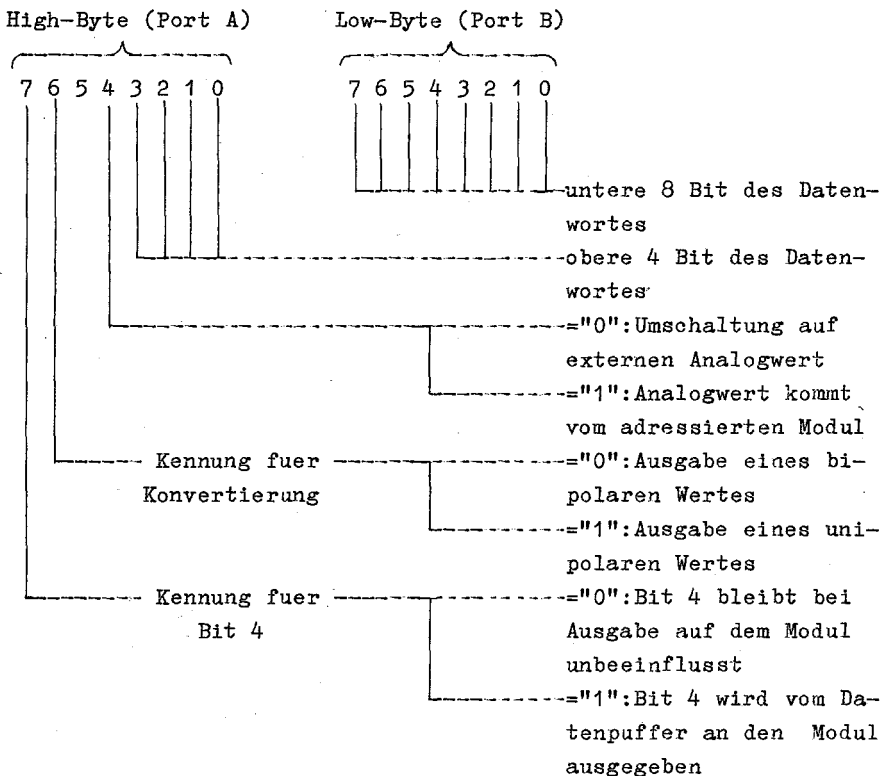 High-Byte (Port A) Low-Byte (Port B)
7 6 5 4 3 2 1 0 7 6 5 4 3 2 1 0
untere 8 Bit des Daten-
wortes
obere 4 Bit des Daten-
wortes
="0":Umschaltung auf
externen Analogwert
="1":Analogwert kommt
vom adressierten Modul
Kennung fuer ="0":Ausgabe eines bi-
Konvertierung polaren Wertes
="1":Ausgabe eines uni-
polaren Wertes
Kennung fuer ="0":Bit 4 bleibt bei
Bit 4 Ausgabe auf dem Modul
unbeeinflusst
="1":Bit 4 wird vom Da-
tenpuffer an den Modul
ausgegeben